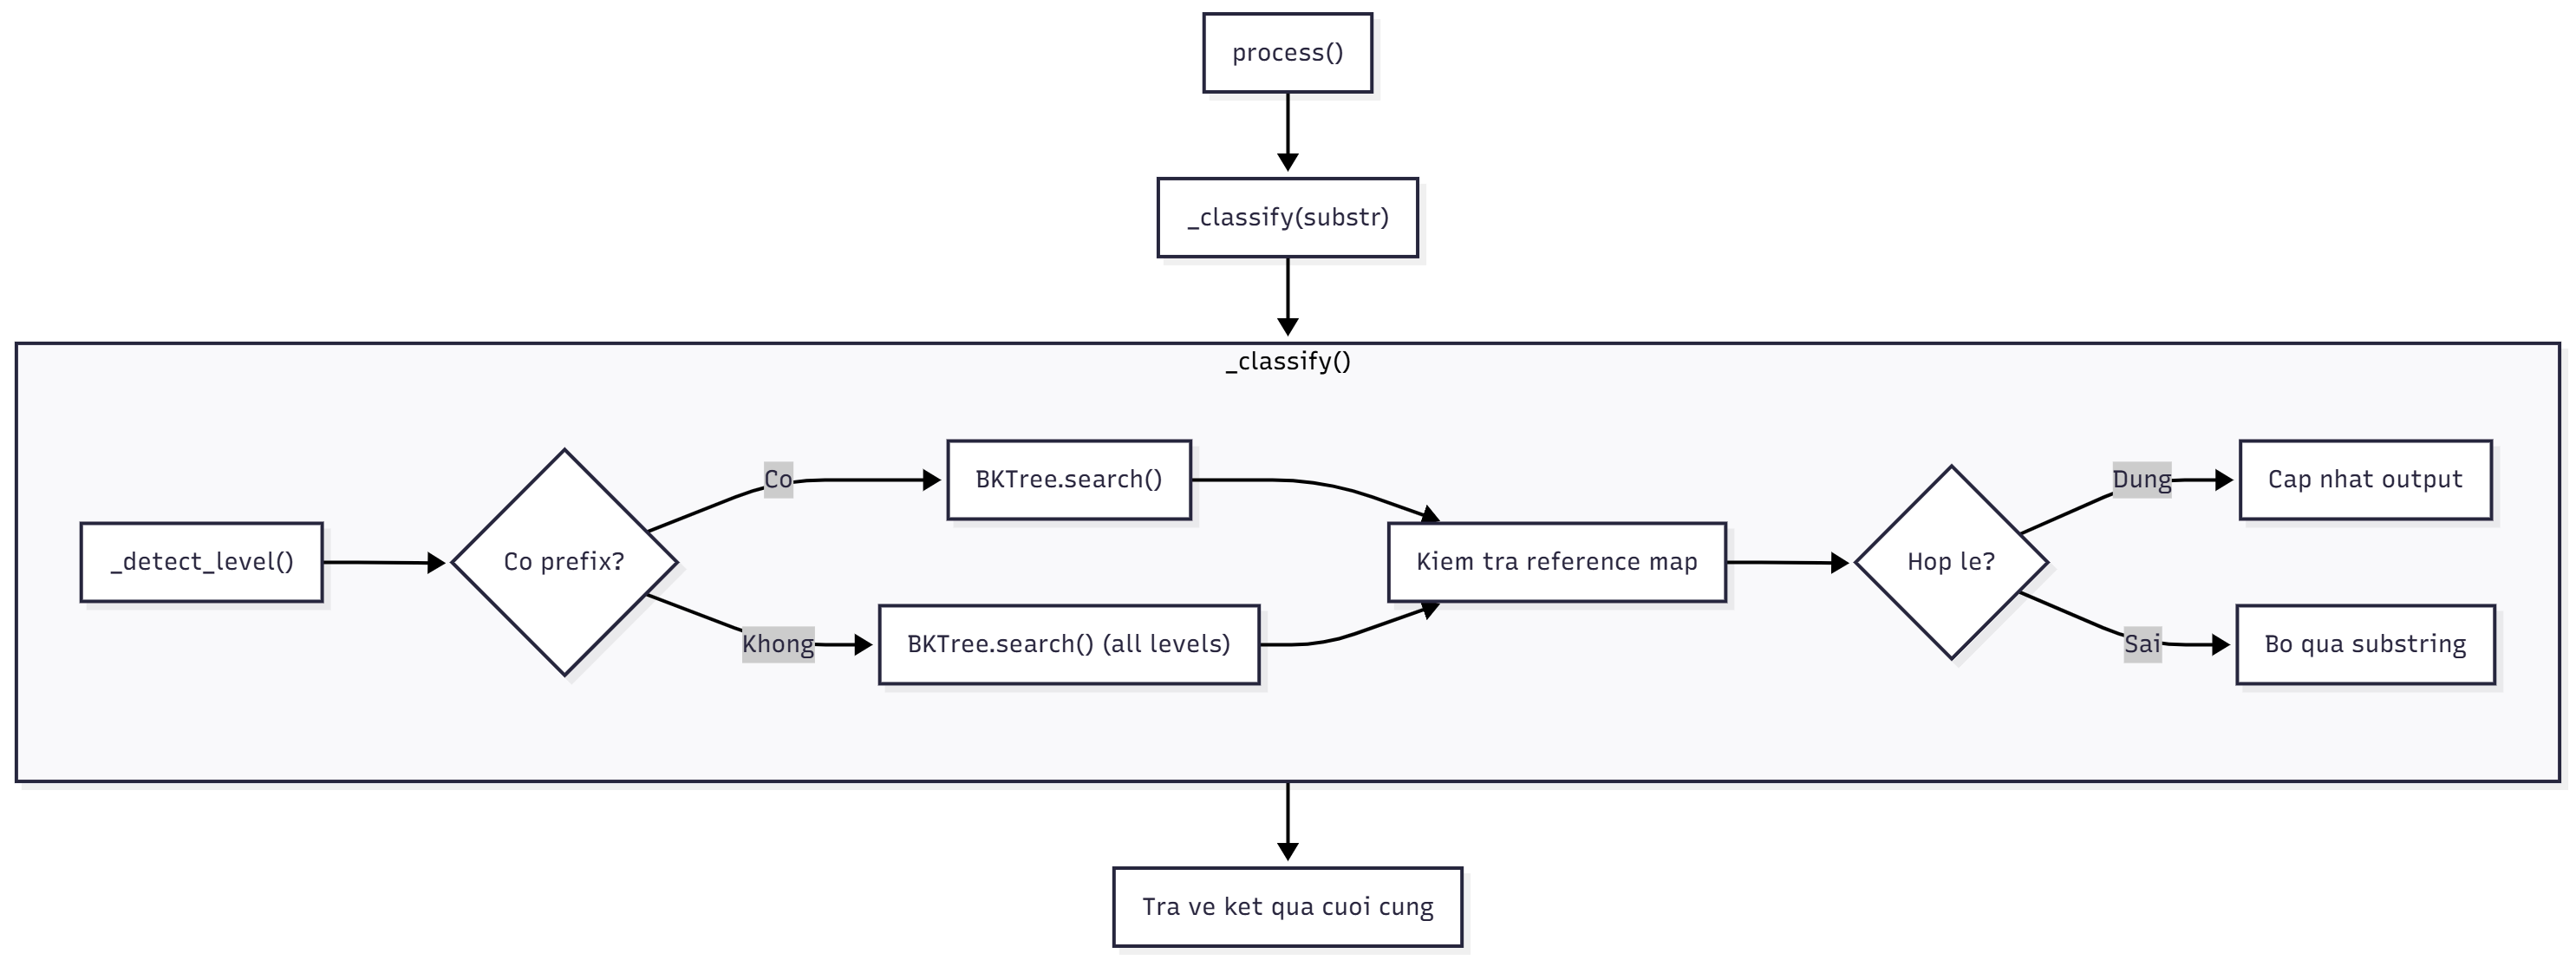 process()
_classify(substr)
_classify()
_detect_level()
Co prefix?
Co
BKTree.search()
Khong
BKTree.search() (all levels)
Kiem tra reference map
Hop le?
Dung
Cap nhat output
Sai
Bo qua substring
Tra ve ket qua cuoi cung